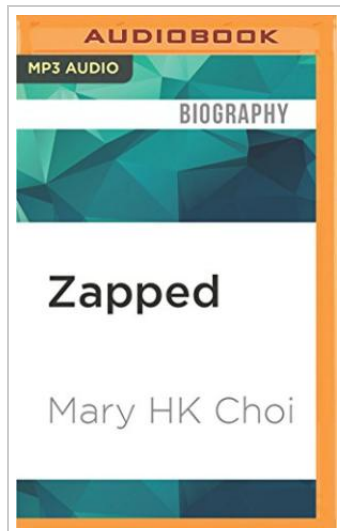 AUDIOBOOK
MP3 AUDIO
BIOGRAPHY
Zapped
Mary HK Choi